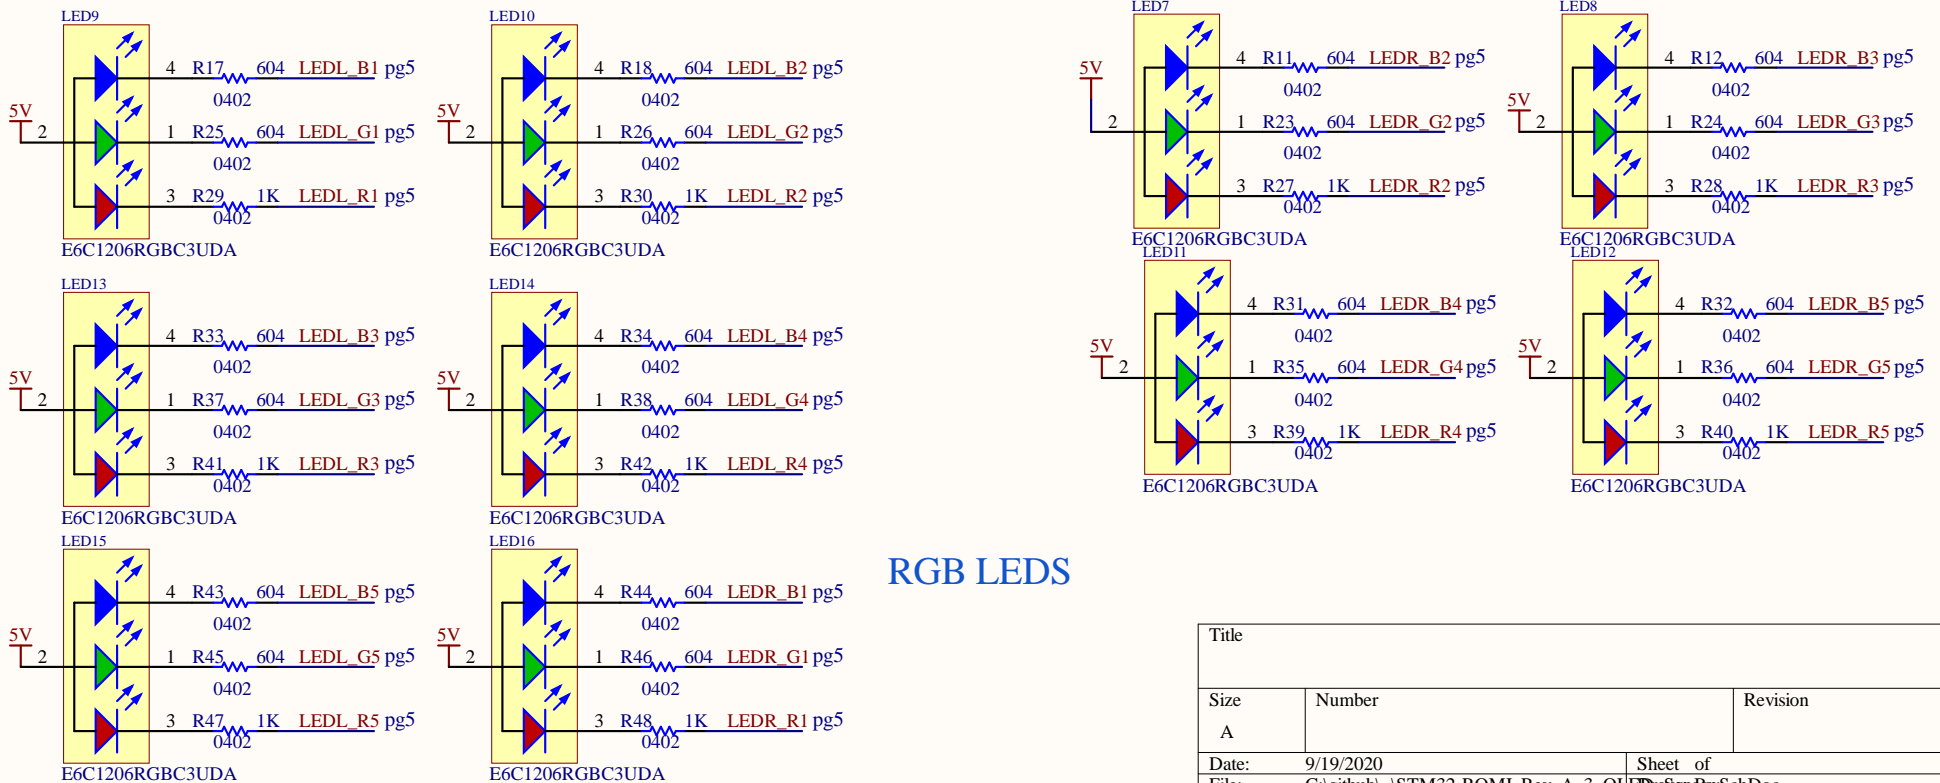 LED9
5V
2
4 R17 604 LEDL_B1 pg5
0402
1 R25 604 LEDL_G1 pg5
0402
3 R29 1K LEDL_R1 pg5
0402
E6C1206RGBC3UDA
LED10
5V
2
4 R18 604 LEDL_B2 pg5
0402
1 R26 604 LEDL_G2 pg5
0402
3 R30 1K LEDL_R2 pg5
0402
E6C1206RGBC3UDA
LED7
5V
2
4 R11 604 LEDR_B2 pg5
0402
1 R23 604 LEDR_G2 pg5
0402
3 R27 1K LEDR_R2 pg5
0402
E6C1206RGBC3UDA
LED8
5V
2
4 R12 604 LEDR_B3 pg5
0402
1 R24 604 LEDR_G3 pg5
0402
3 R28 1K LEDR_R3 pg5
0402
E6C1206RGBC3UDA
LED13
5V
2
4 R33 604 LEDL_B3 pg5
0402
1 R37 604 LEDL_G3 pg5
0402
3 R41 1K LEDL_R3 pg5
0402
E6C1206RGBC3UDA
LED14
5V
2
4 R34 604 LEDL_B4 pg5
0402
1 R38 604 LEDL_G4 pg5
0402
3 R42 1K LEDL_R4 pg5
0402
E6C1206RGBC3UDA
LED11
5V
2
4 R31 604 LEDR_B4 pg5
0402
1 R35 604 LEDR_G4 pg5
0402
3 R39 1K LEDR_R4 pg5
0402
E6C1206RGBC3UDA
LED12
5V
2
4 R32 604 LEDR_B5 pg5
0402
1 R36 604 LEDR_G5 pg5
0402
3 R40 1K LEDR_R5 pg5
0402
E6C1206RGBC3UDA
LED15
5V
2
4 R43 604 LEDL_B5 pg5
0402
1 R45 604 LEDL_G5 pg5
0402
3 R47 1K LEDL_R5 pg5
0402
E6C1206RGBC3UDA
LED16
5V
2
4 R44 604 LEDR_B1 pg5
0402
1 R46 604 LEDR_G1 pg5
0402
3 R48 1K LEDR_R1 pg5
0402
E6C1206RGBC3UDA
RGB LEDS
Title
Size Number Revision
A
Date: 9/19/2020 Sheet of
File: